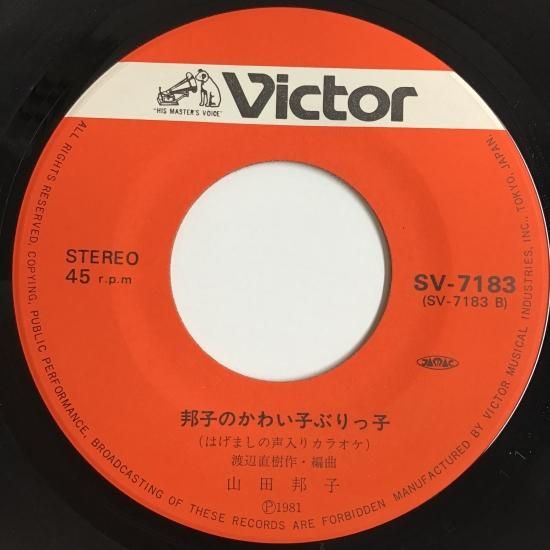 "HIS MASTER'S VOICE"
Victor
STEREO
45 r.p.m
SV-7183
(SV-7183 B)
JASRAC
邦子のかわい子ぶりっ子
(はげましの声入りカラオケ)
渡辺直樹作・編曲
山田邦子
Ⓟ1981
ALL RIGHTS RESERVED, COPYING, PUBLIC PERFORMANCE, BROADCASTING OF THESE RECORDS ARE FORBIDDEN MANUFACTURED BY VICTOR MUSICAL INDUSTRIES, INC., TOKYO, JAPAN.